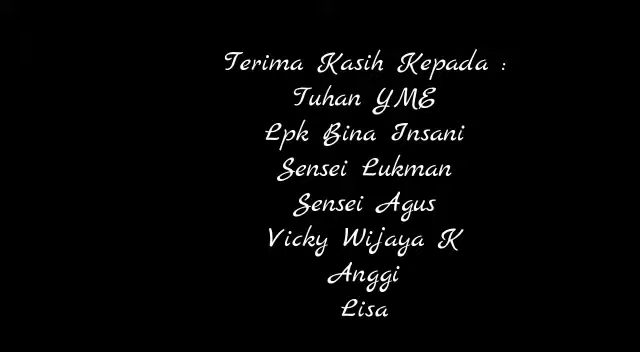 Terima Kasih Kepada :
Tuhan YME
Lpk Bina Insani
Sensei Lukman
Sensei Agus
Vicky Wijaya K
Anggi
Lisa